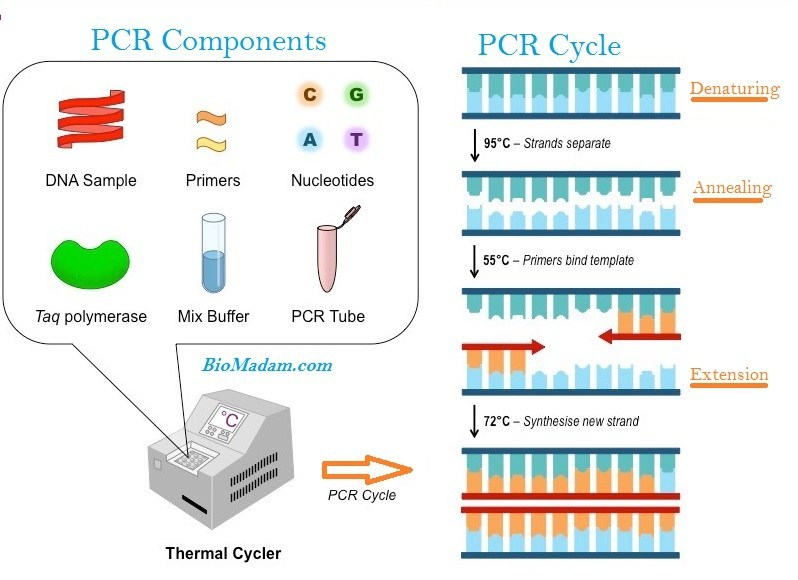 PCR Components
C
G
A
T
DNA Sample
Primers
Nucleotides
Taq polymerase
Mix Buffer
PCR Tube
BioMadam.com
°C
PCR Cycle
Thermal Cycler
PCR Cycle
Denaturing
95°C – Strands separate
Annealing
55°C – Primers bind template
Extension
72°C – Synthesise new strand